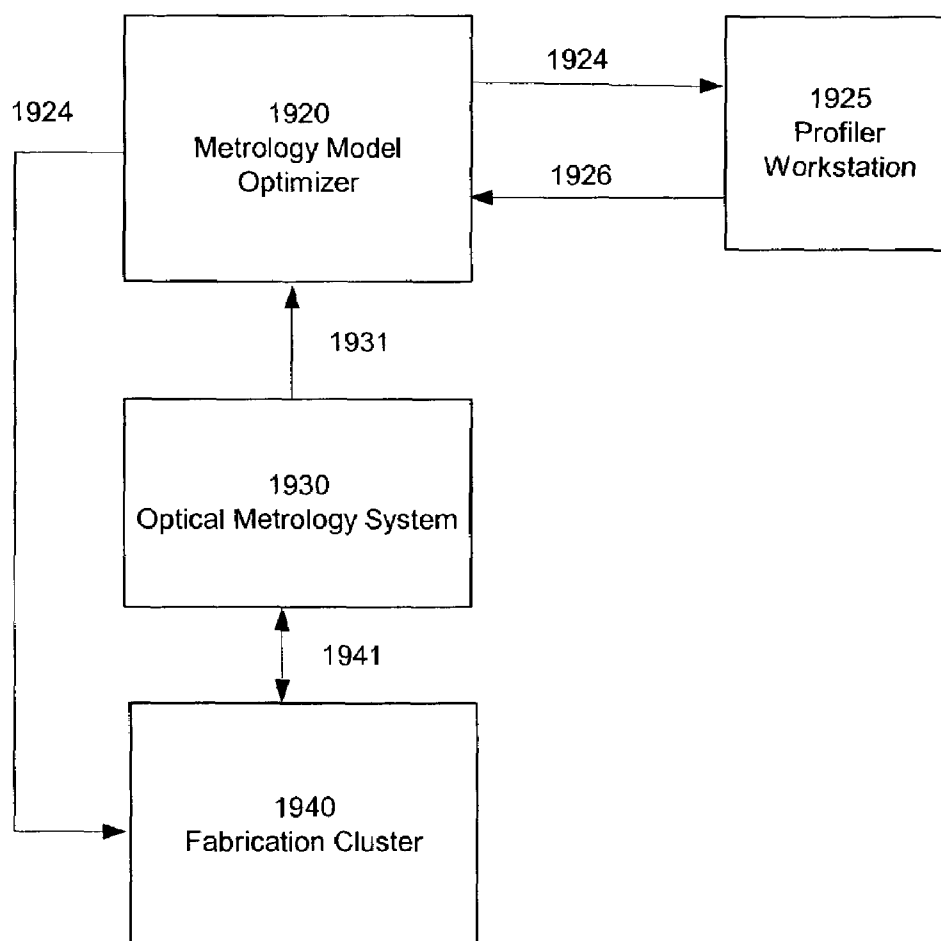 1924
1920
Metrology Model
Optimizer
1924
1926
1925
Profiler
Workstation
1931
1930
Optical Metrology System
1941
1940
Fabrication Cluster